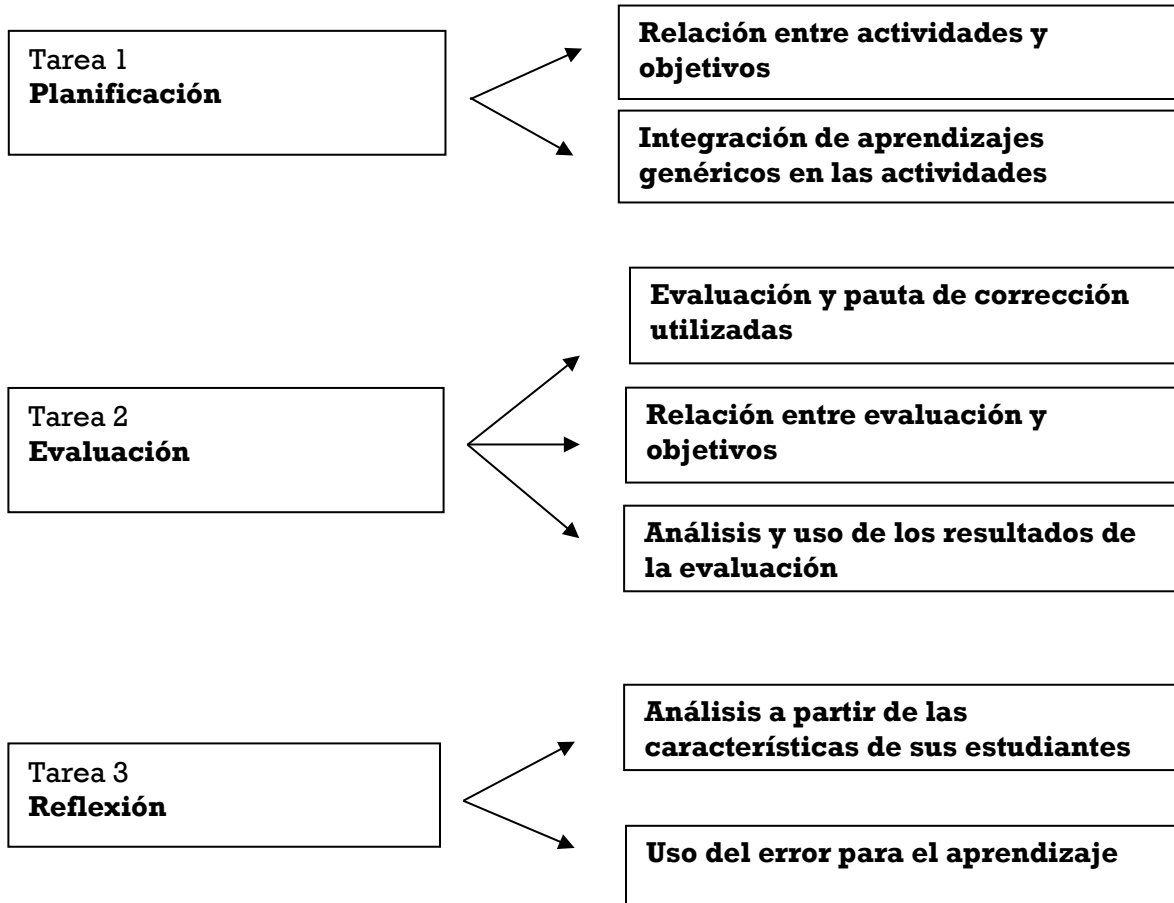 Tarea 1
Planificación
Relación entre actividades y
objetivos
Integración de aprendizajes
genéricos en las actividades
Tarea 2
Evaluación
Evaluación y pauta de corrección
utilizadas
Relación entre evaluación y
objetivos
Análisis y uso de los resultados de
la evaluación
Tarea 3
Reflexión
Análisis a partir de las
características de sus estudiantes
Uso del error para el aprendizaje